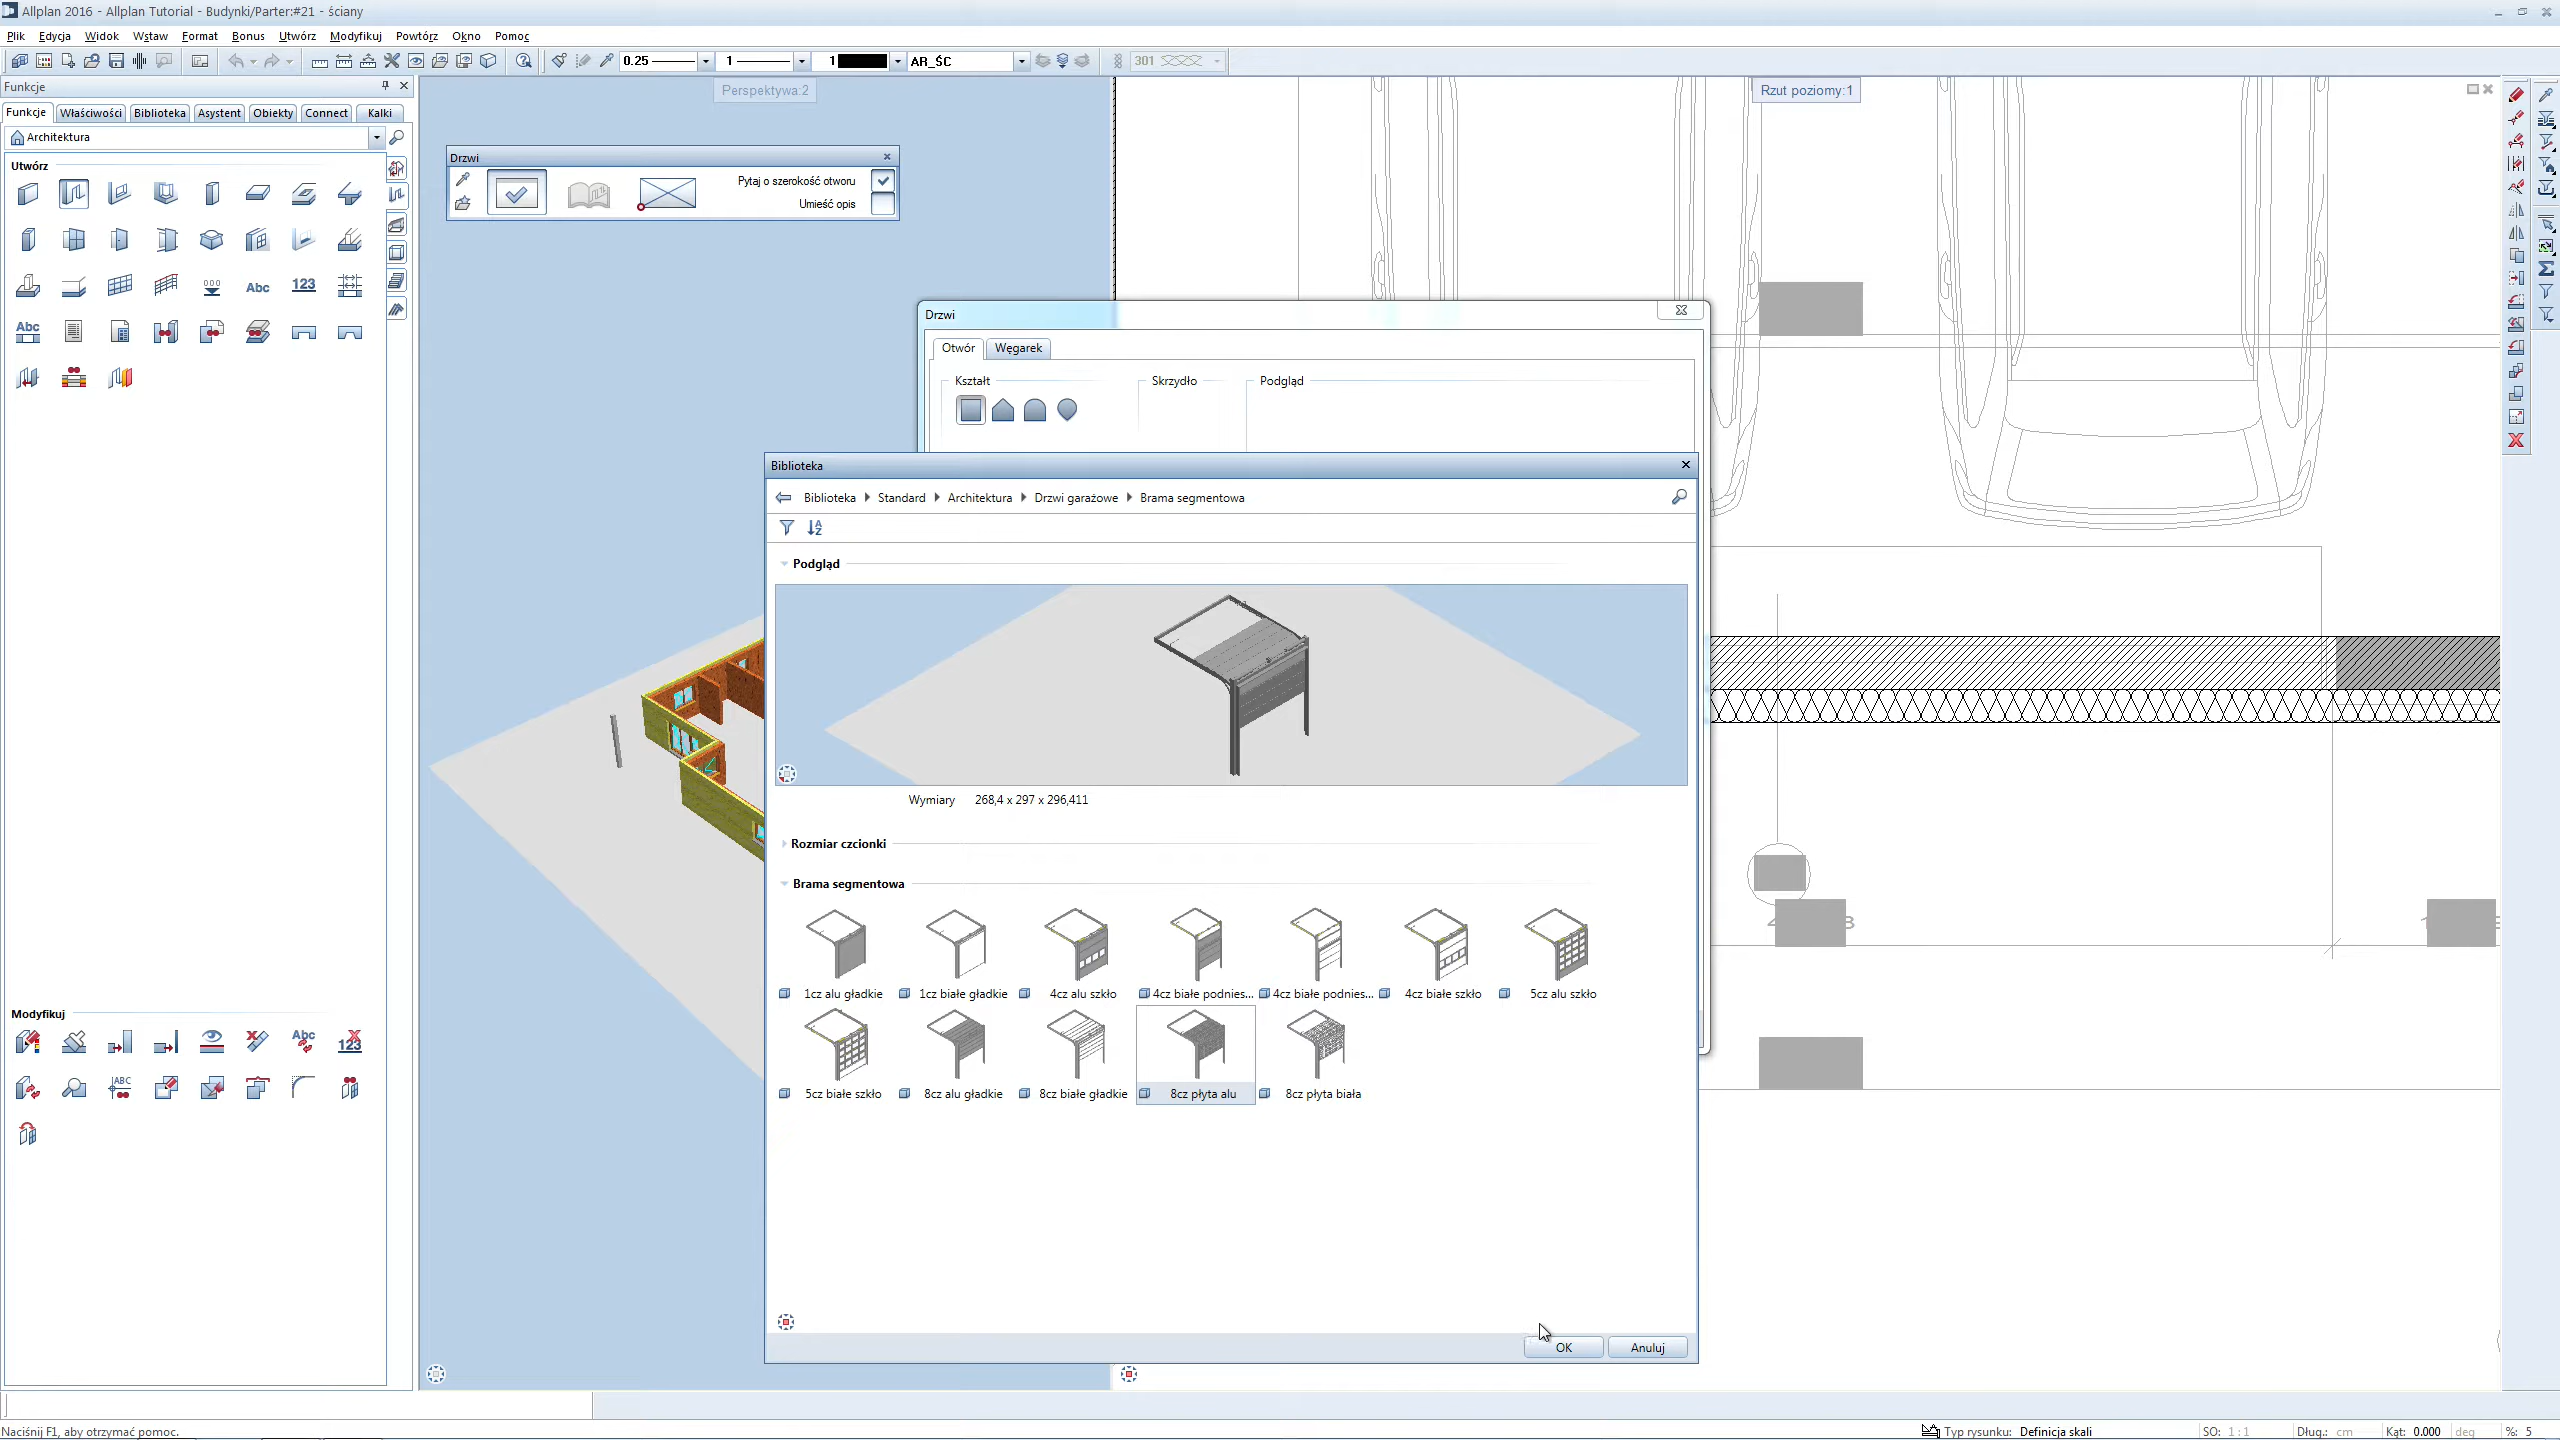 Allplan 2016 - Allplan Tutorial - Budynki/Parter:#21 - ściany
Plik Edycja Widok Wstaw Format Bonus Utwórz Modyfikuj Powtórz Okno Pomoc
0.25 1 1 AR_ŚC 301
Funkcje
Perspektywa:2
Rzut poziomy:1
Funkcje Właściwości Biblioteka Asystent Obiekty Connect Kalki
Architektura
Utwórz
Abc 123
Abc
Drzwi
Pytaj o szerokość otworu
Umieść opis
Drzwi
Otwór Węgarek
Kształt Skrzydło Podgląd
Biblioteka
Biblioteka Standard Architektura Drzwi garażowe Brama segmentowa
Podgląd
Wymiary 268,4 x 297 x 296,411
Rozmiar czcionki
Brama segmentowa
1cz alu gładkie 1cz białe gładkie 4cz alu szkło 4cz białe podnies... 4cz białe podnies... 4cz białe szkło 5cz alu szkło
5cz białe szkło 8cz alu gładkie 8cz białe gładkie 8cz płyta alu 8cz płyta biała
OK Anuluj
Modyfikuj
Abc 123
ABC
Naciśnij F1, aby otrzymać pomoc.
Typ rysunku: Definicja skali SO: 1 : 1 Dług.: cm Kąt: 0.000 deg %: 5